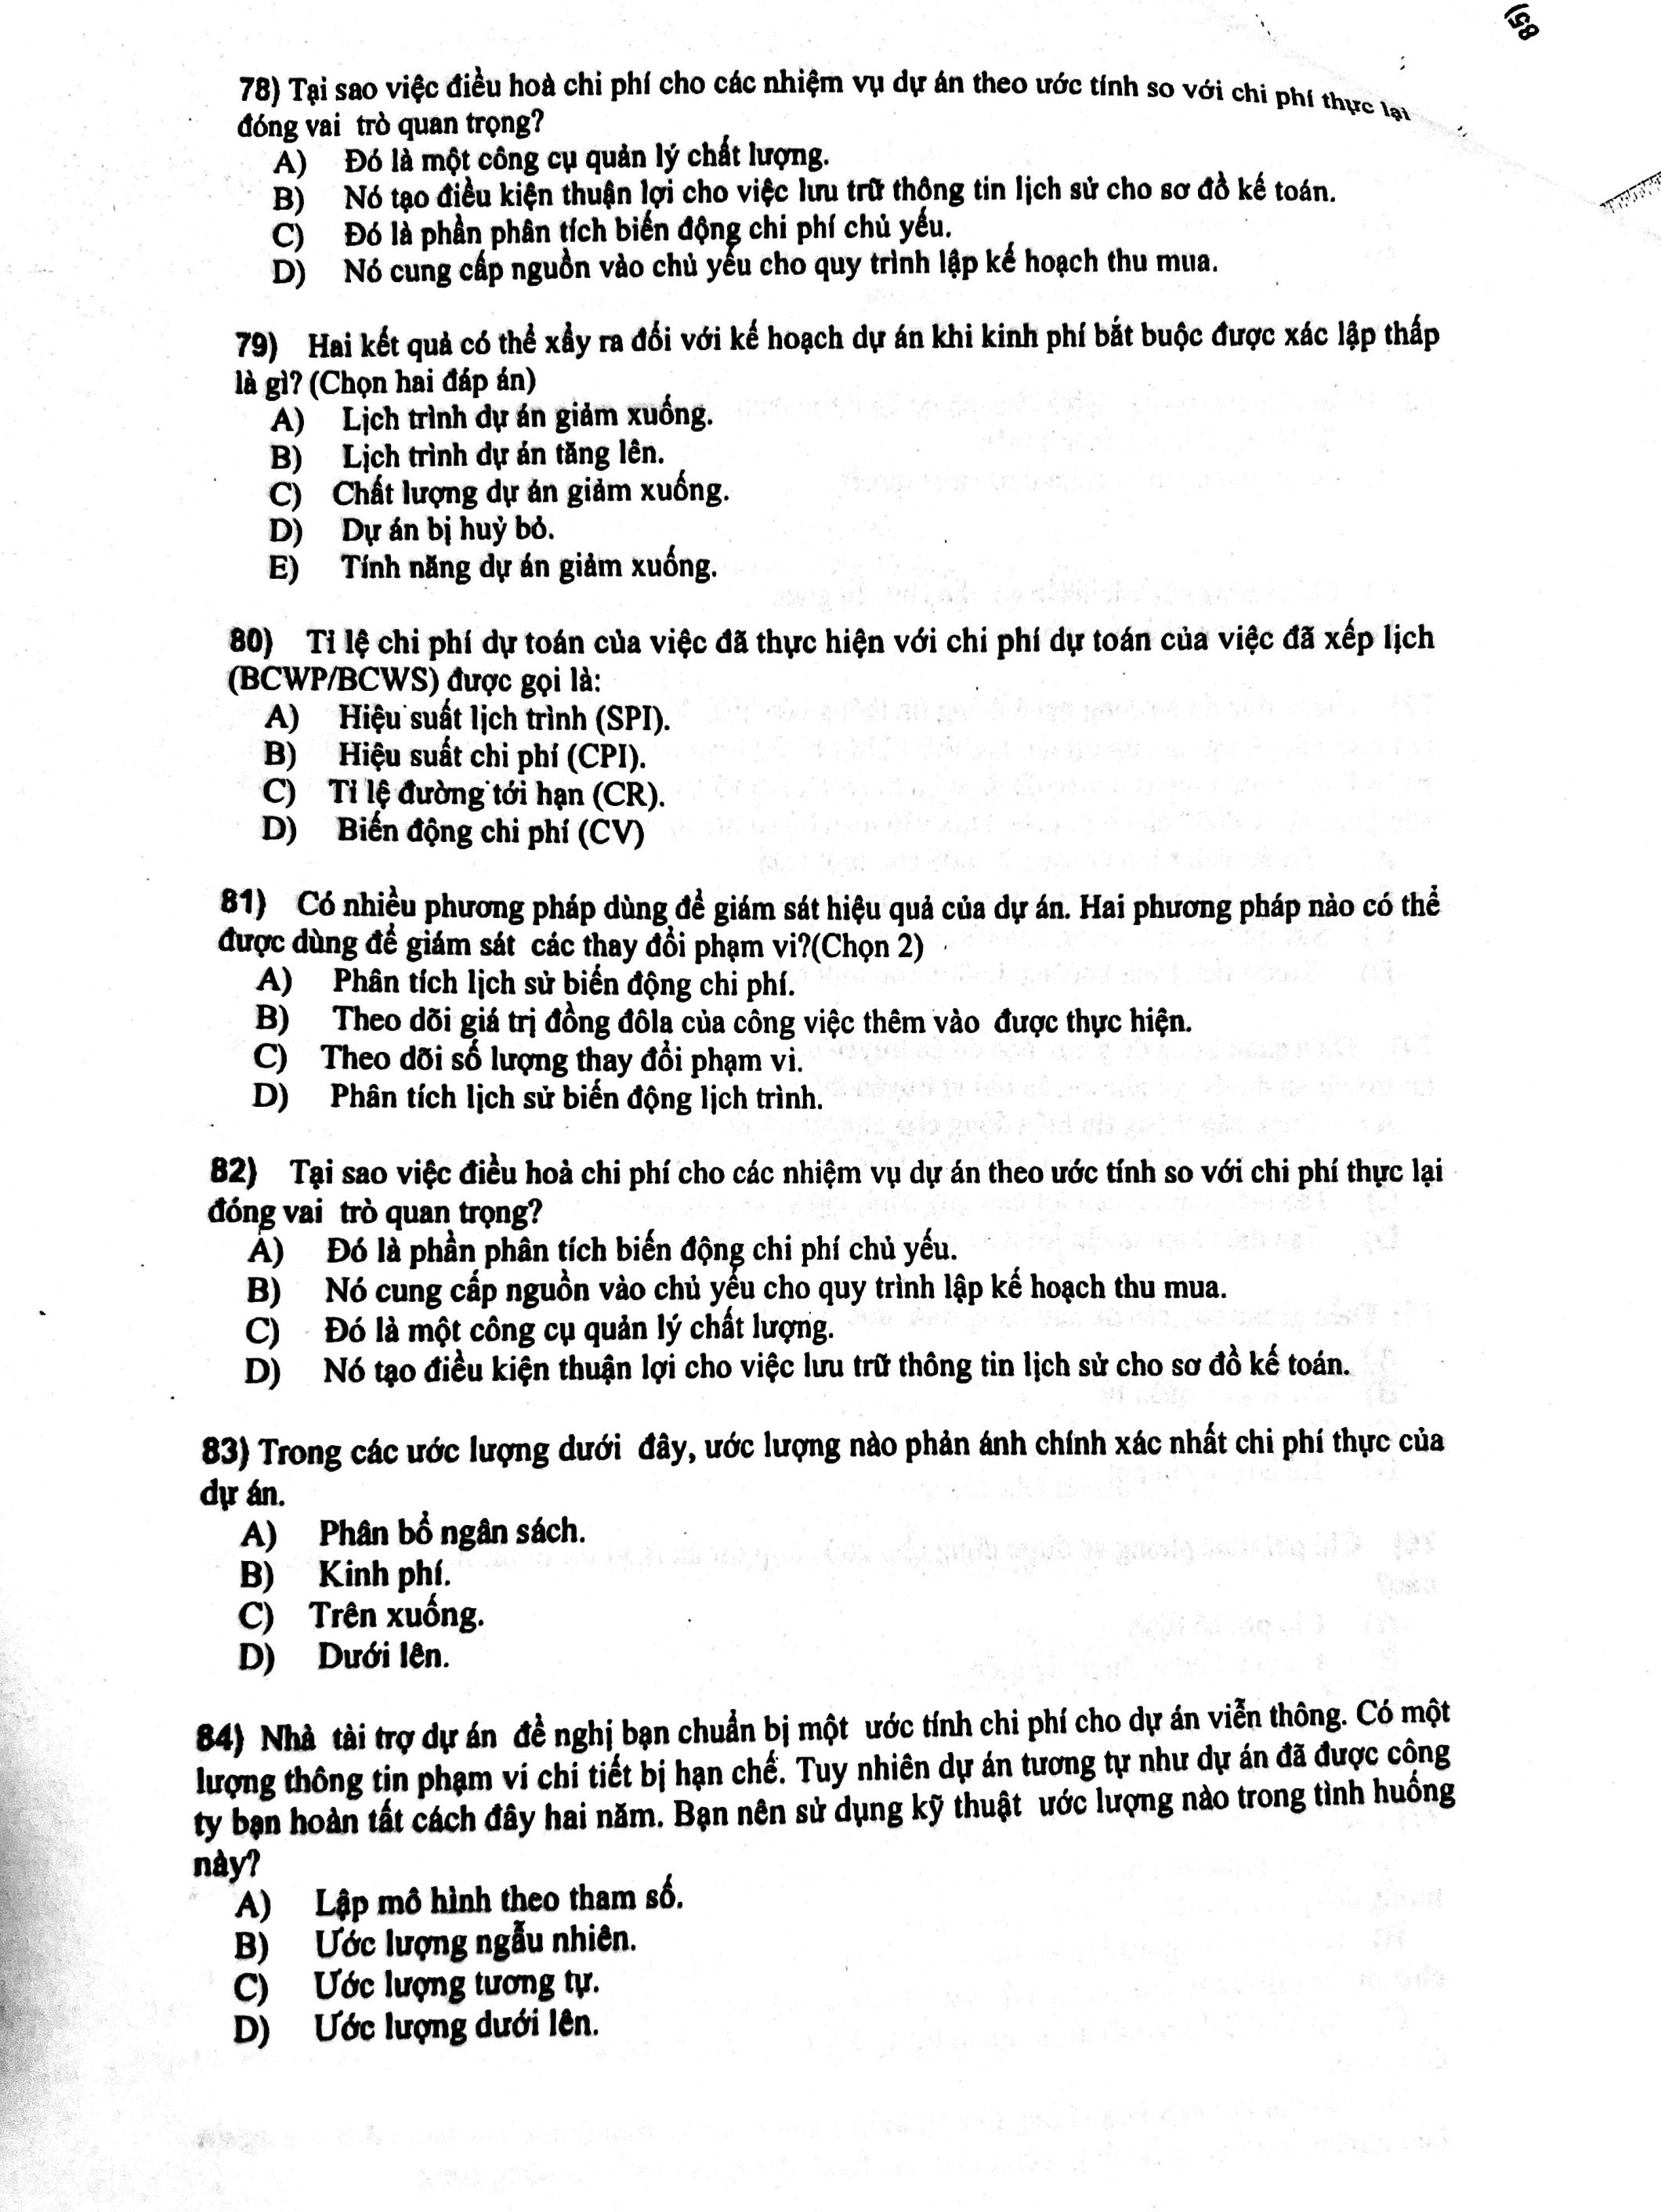 85)
78) Tại sao việc điều hoà chi phí cho các nhiệm vụ dự án theo ước tính so với chi phí thực lại
đóng vai trò quan trọng?
A) Đó là một công cụ quản lý chất lượng.
B) Nó tạo điều kiện thuận lợi cho việc lưu trữ thông tin lịch sử cho sơ đồ kế toán.
C) Đó là phần phân tích biến động chi phí chủ yếu.
D) Nó cung cấp nguồn vào chủ yếu cho quy trình lập kế hoạch thu mua.
79) Hai kết quả có thể xẩy ra đối với kế hoạch dự án khi kinh phí bắt buộc được xác lập thấp
là gì? (Chọn hai đáp án)
A) Lịch trình dự án giảm xuống.
B) Lịch trình dự án tăng lên.
C) Chất lượng dự án giảm xuống.
D) Dự án bị huỷ bỏ.
E) Tính năng dự án giảm xuống.
80) Tỉ lệ chi phí dự toán của việc đã thực hiện với chi phí dự toán của việc đã xếp lịch
(BCWP/BCWS) được gọi là:
A) Hiệu suất lịch trình (SPI).
B) Hiệu suất chi phí (CPI).
C) Tỉ lệ đường tới hạn (CR).
D) Biến động chi phí (CV)
81) Có nhiều phương pháp dùng để giám sát hiệu quả của dự án. Hai phương pháp nào có thể
được dùng để giám sát các thay đổi phạm vi?(Chọn 2)
A) Phân tích lịch sử biến động chi phí.
B) Theo dõi giá trị đồng đôla của công việc thêm vào được thực hiện.
C) Theo dõi số lượng thay đổi phạm vi.
D) Phân tích lịch sử biến động lịch trình.
82) Tại sao việc điều hoà chi phí cho các nhiệm vụ dự án theo ước tính so với chi phí thực lại
đóng vai trò quan trọng?
A) Đó là phần phân tích biến động chi phí chủ yếu.
B) Nó cung cấp nguồn vào chủ yếu cho quy trình lập kế hoạch thu mua.
C) Đó là một công cụ quản lý chất lượng.
D) Nó tạo điều kiện thuận lợi cho việc lưu trữ thông tin lịch sử cho sơ đồ kế toán.
83) Trong các ước lượng dưới đây, ước lượng nào phản ánh chính xác nhất chi phí thực của
dự án.
A) Phân bổ ngân sách.
B) Kinh phí.
C) Trên xuống.
D) Dưới lên.
84) Nhà tài trợ dự án đề nghị bạn chuẩn bị một ước tính chi phí cho dự án viễn thông. Có một
lượng thông tin phạm vi chi tiết bị hạn chế. Tuy nhiên dự án tương tự như dự án đã được công
ty bạn hoàn tất cách đây hai năm. Bạn nên sử dụng kỹ thuật ước lượng nào trong tình huống
này?
A) Lập mô hình theo tham số.
B) Ước lượng ngẫu nhiên.
C) Ước lượng tương tự.
D) Ước lượng dưới lên.